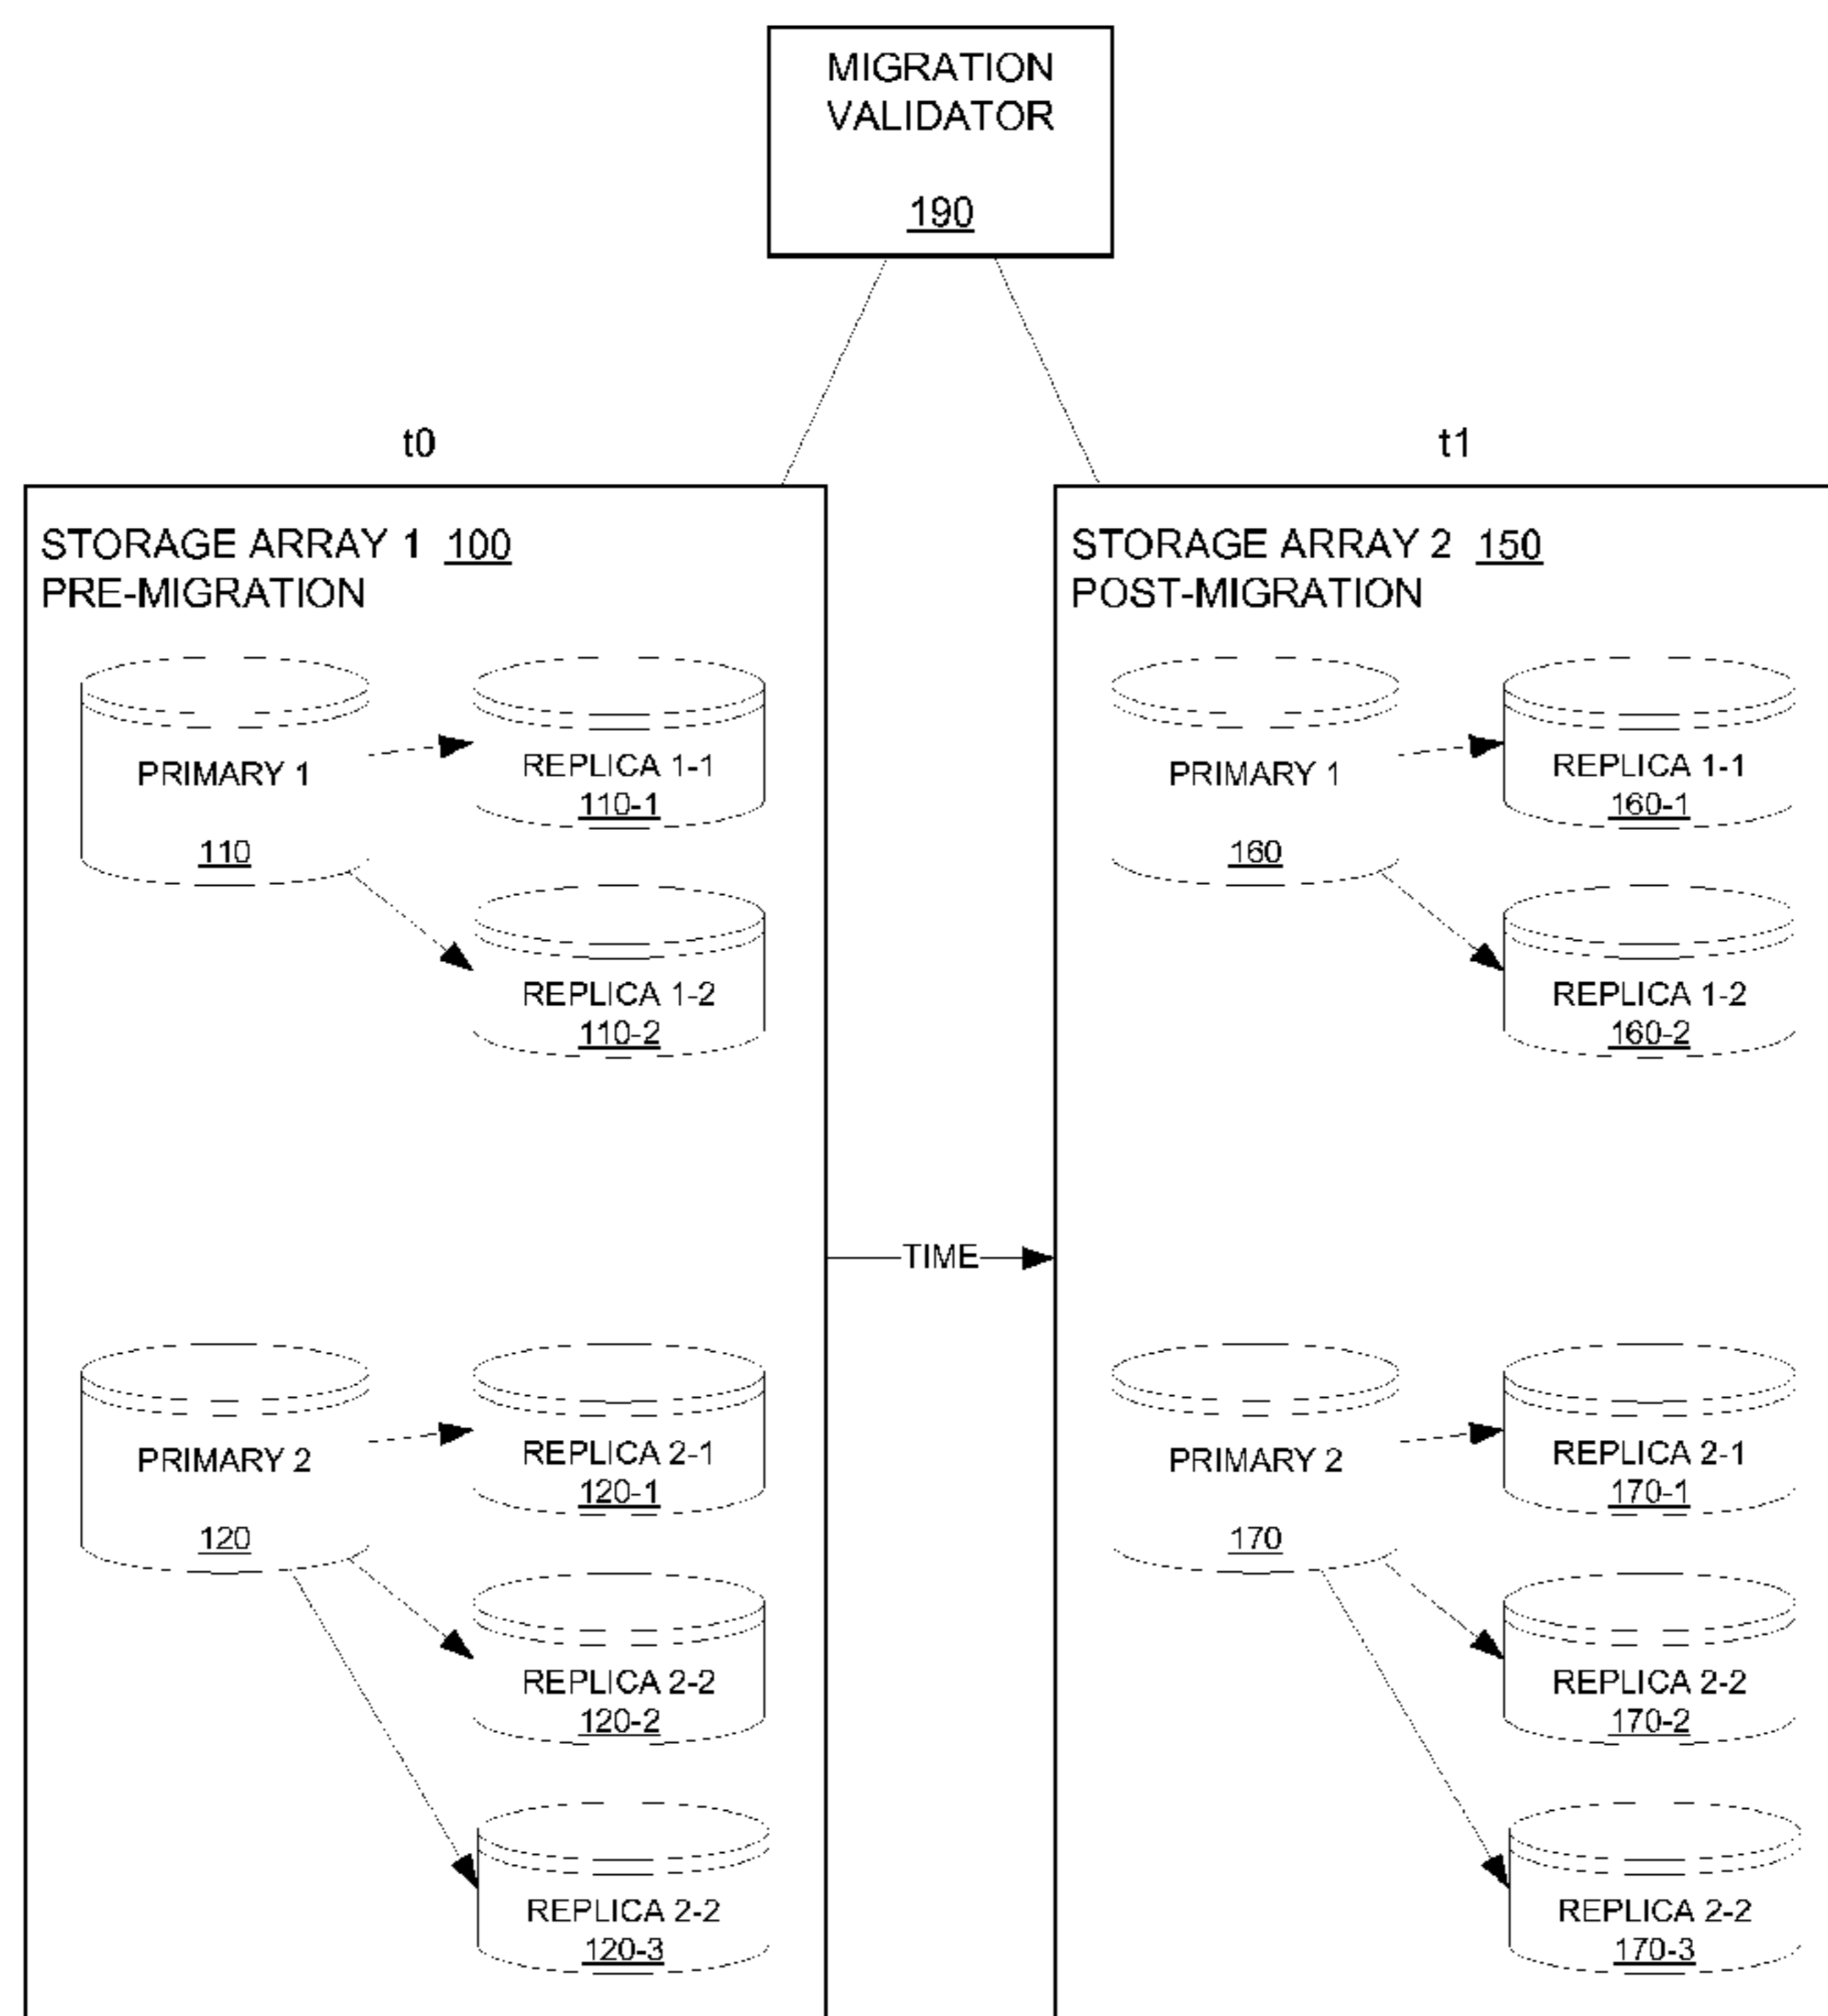 MIGRATION
VALIDATOR
190
t0
t1
STORAGE ARRAY 1 100
PRE-MIGRATION
PRIMARY 1
110
REPLICA 1-1
110-1
REPLICA 1-2
110-2
PRIMARY 2
120
REPLICA 2-1
120-1
REPLICA 2-2
120-2
REPLICA 2-2
120-3
TIME
STORAGE ARRAY 2 150
POST-MIGRATION
PRIMARY 1
160
REPLICA 1-1
160-1
REPLICA 1-2
160-2
PRIMARY 2
170
REPLICA 2-1
170-1
REPLICA 2-2
170-2
REPLICA 2-2
170-3